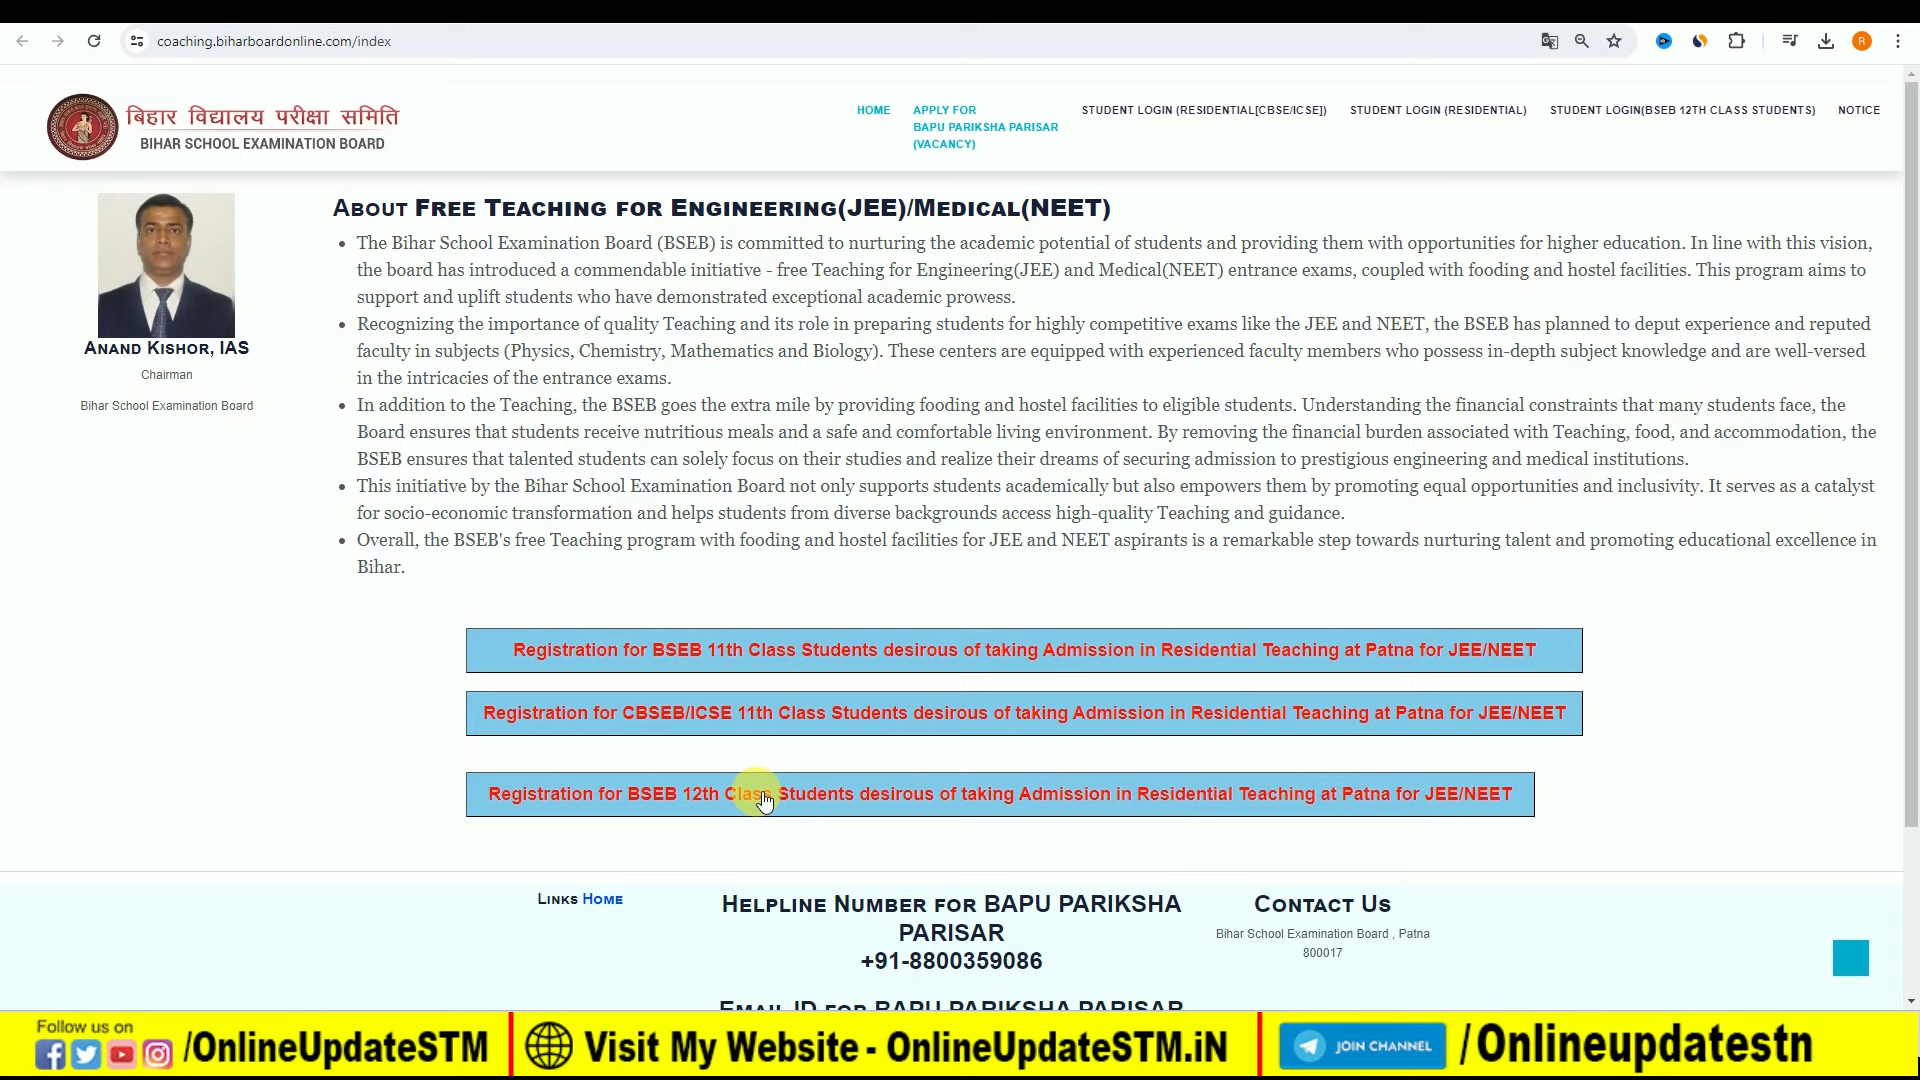 coaching.biharboardonline.com/index
R
बिहार विद्यालय परीक्षा समिति
BIHAR SCHOOL EXAMINATION BOARD
HOME
APPLY FOR
BAPU PARIKSHA PARISAR
(VACANCY)
STUDENT LOGIN (RESIDENTIAL[CBSE/ICSE])
STUDENT LOGIN (RESIDENTIAL)
STUDENT LOGIN(BSEB 12TH CLASS STUDENTS)
NOTICE
ANAND KISHOR, IAS
Chairman
Bihar School Examination Board
ABOUT FREE TEACHING FOR ENGINEERING(JEE)/MEDICAL(NEET)
• The Bihar School Examination Board (BSEB) is committed to nurturing the academic potential of students and providing them with opportunities for higher education. In line with this vision,
the board has introduced a commendable initiative - free Teaching for Engineering(JEE) and Medical(NEET) entrance exams, coupled with fooding and hostel facilities. This program aims to
support and uplift students who have demonstrated exceptional academic prowess.
• Recognizing the importance of quality Teaching and its role in preparing students for highly competitive exams like the JEE and NEET, the BSEB has planned to deput experience and reputed
faculty in subjects (Physics, Chemistry, Mathematics and Biology). These centers are equipped with experienced faculty members who possess in-depth subject knowledge and are well-versed
in the intricacies of the entrance exams.
• In addition to the Teaching, the BSEB goes the extra mile by providing fooding and hostel facilities to eligible students. Understanding the financial constraints that many students face, the
Board ensures that students receive nutritious meals and a safe and comfortable living environment. By removing the financial burden associated with Teaching, food, and accommodation, the
BSEB ensures that talented students can solely focus on their studies and realize their dreams of securing admission to prestigious engineering and medical institutions.
• This initiative by the Bihar School Examination Board not only supports students academically but also empowers them by promoting equal opportunities and inclusivity. It serves as a catalyst
for socio-economic transformation and helps students from diverse backgrounds access high-quality Teaching and guidance.
• Overall, the BSEB's free Teaching program with fooding and hostel facilities for JEE and NEET aspirants is a remarkable step towards nurturing talent and promoting educational excellence in
Bihar.
Registration for BSEB 11th Class Students desirous of taking Admission in Residential Teaching at Patna for JEE/NEET
Registration for CBSEB/ICSE 11th Class Students desirous of taking Admission in Residential Teaching at Patna for JEE/NEET
Registration for BSEB 12th Class Students desirous of taking Admission in Residential Teaching at Patna for JEE/NEET
LINKS HOME
HELPLINE NUMBER FOR BAPU PARIKSHA
PARISAR
+91-8800359086
EMAIL ID FOR BAPU PARIKSHA PARISAR
CONTACT US
Bihar School Examination Board , Patna
800017
Follow us on
/OnlineUpdateSTM
Visit My Website - OnlineUpdateSTM.iN
JOIN CHANNEL
/Onlineupdatestn